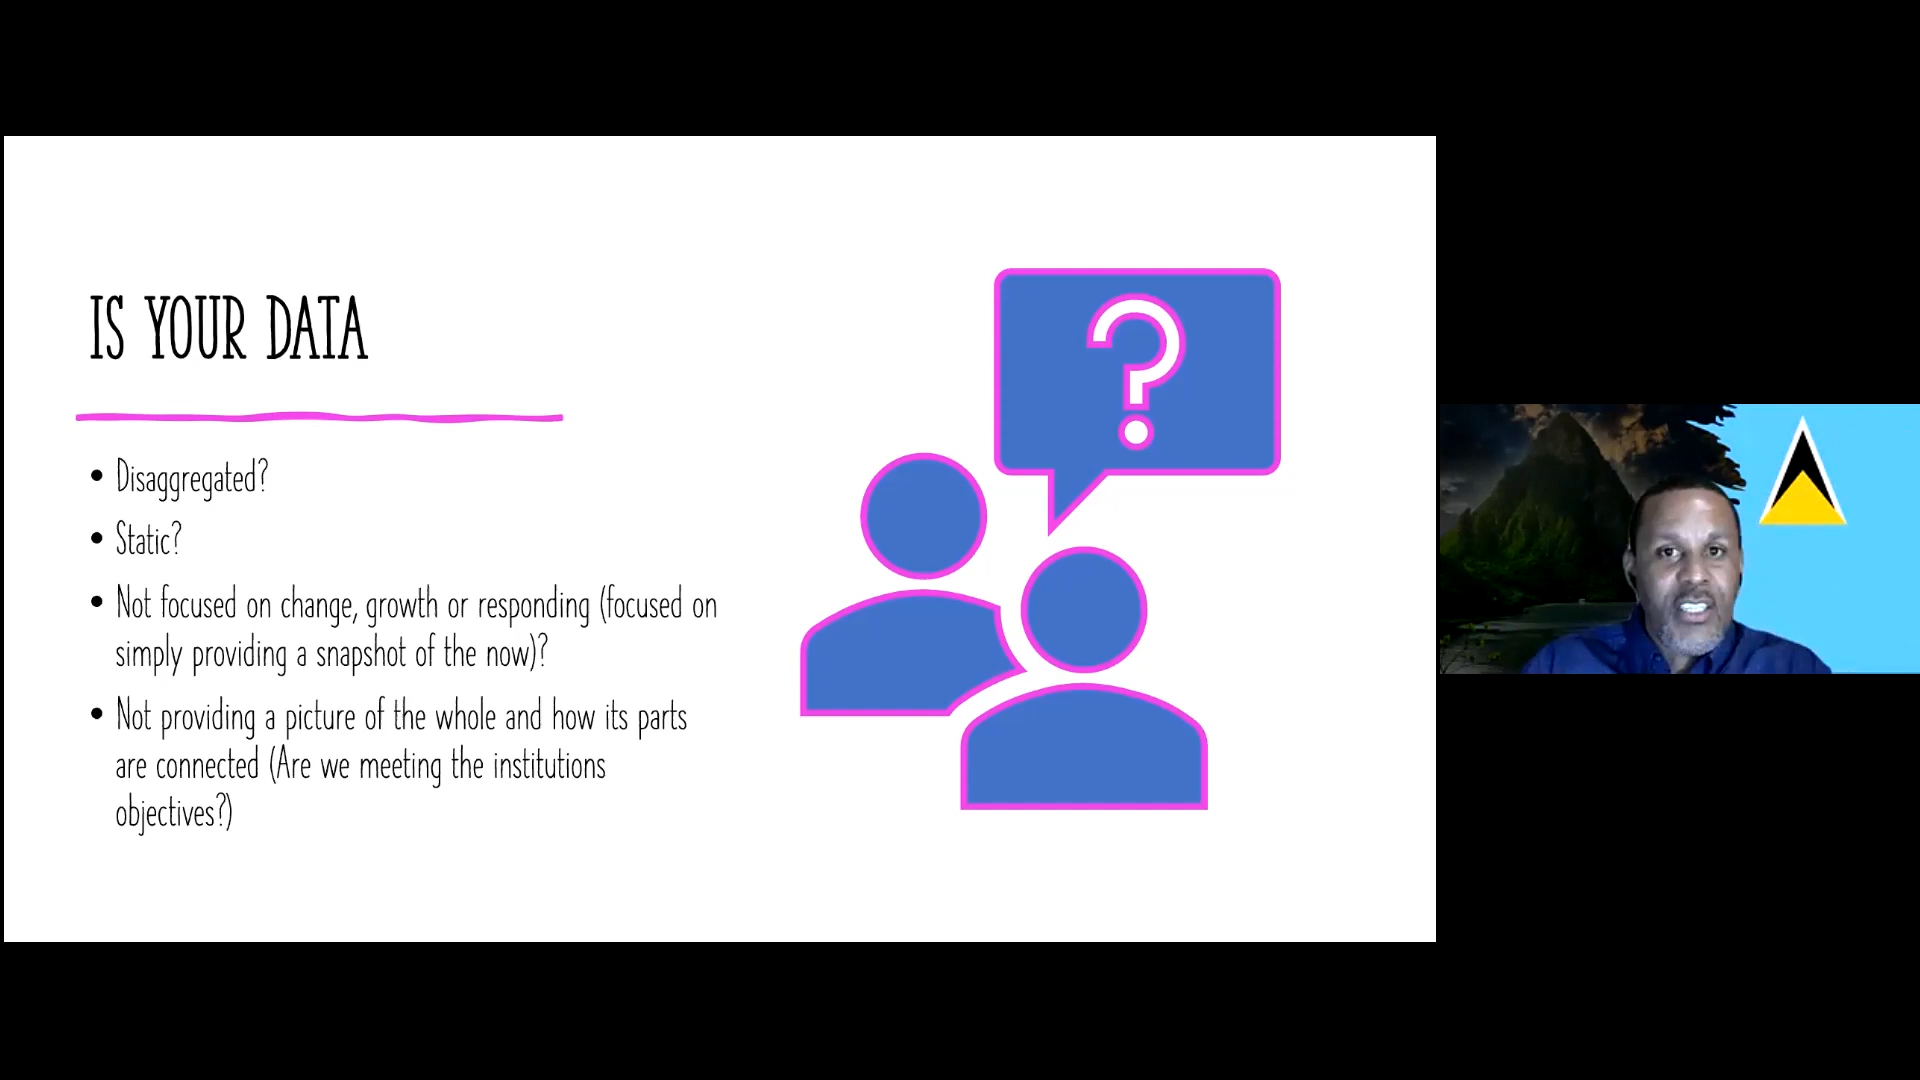 IS YOUR DATA
• Disaggregated?
• Static?
• Not focused on change, growth or responding (focused on
simply providing a snapshot of the now)?
• Not providing a picture of the whole and how its parts
are connected (Are we meeting the institutions
objectives?)
?